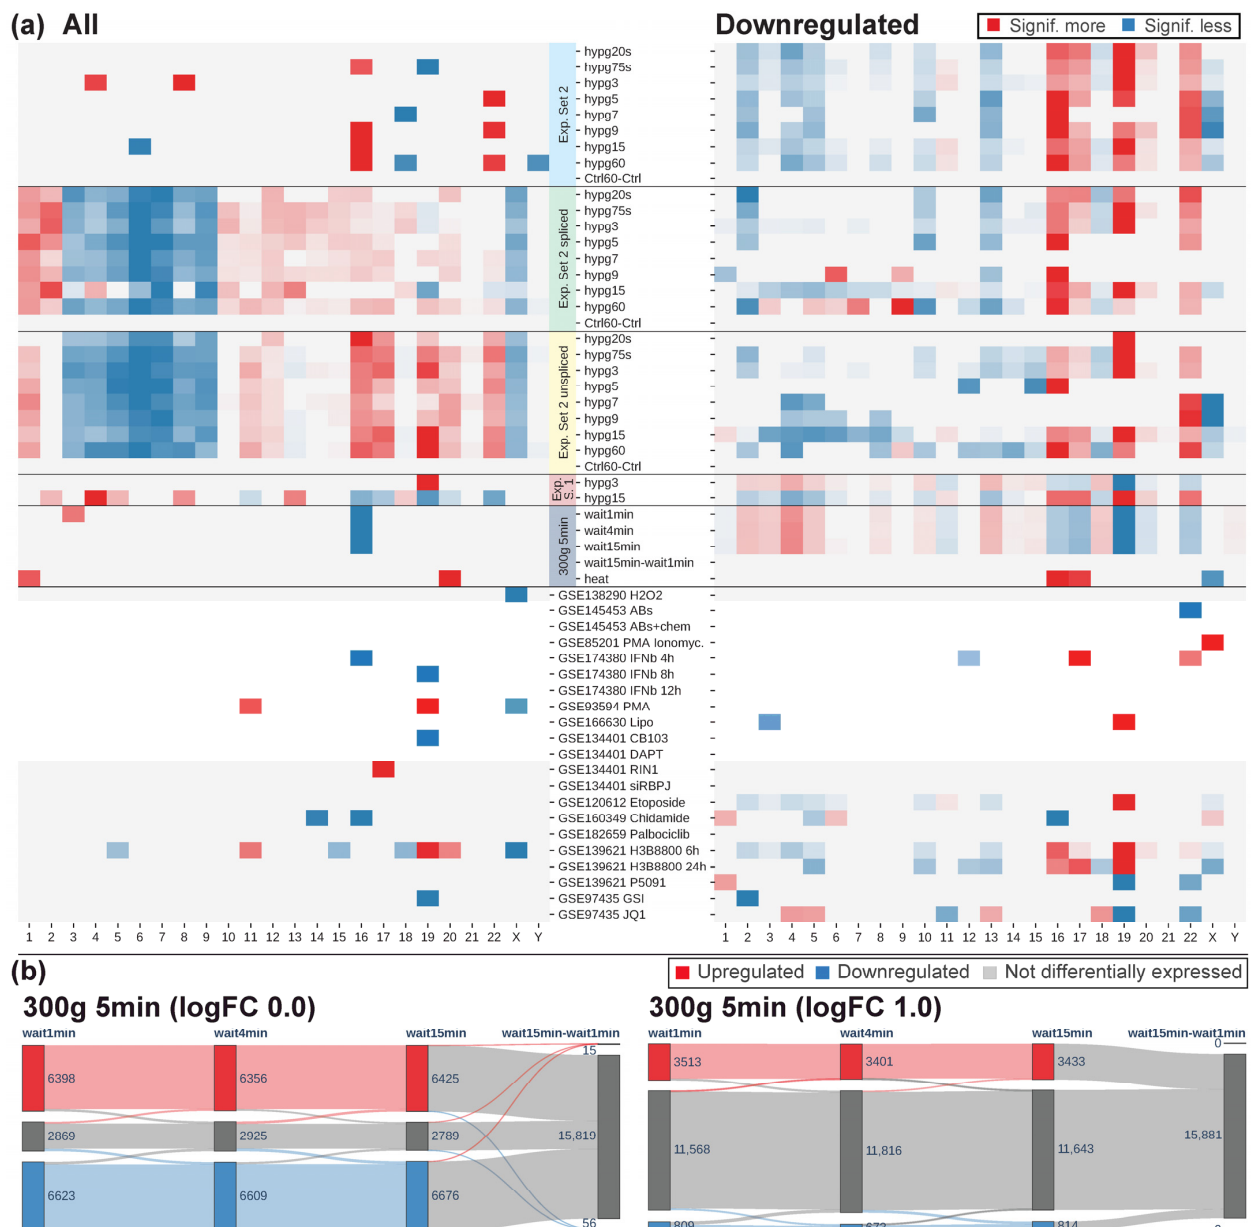 (a) All
Downregulated
Signif. more Signif. less
Exp. Set 2
hypg20s
hypg75s
hypg3
hypg5
hypg7
hypg9
hypg15
hypg60
Ctrl60-Ctrl
Exp. Set 2 spliced
hypg20s
hypg75s
hypg3
hypg5
hypg7
hypg9
hypg15
hypg60
Ctrl60-Ctrl
Exp. Set 2 unspliced
hypg20s
hypg75s
hypg3
hypg5
hypg7
hypg9
hypg15
hypg60
Ctrl60-Ctrl
Exp.
S. 1
hypg3
hypg15
300g 5min
wait1min
wait4min
wait15min
wait15min-wait1min
heat
GSE138290 H2O2
GSE145453 ABs
GSE145453 ABs+chem
GSE85201 PMA Ionomyc.
GSE174380 IFNb 4h
GSE174380 IFNb 8h
GSE174380 IFNb 12h
GSE93594 PMA
GSE166630 Lipo
GSE134401 CB103
GSE134401 DAPT
GSE134401 RIN1
GSE134401 siRBPJ
GSE120612 Etoposide
GSE160349 Chidamide
GSE182659 Palbociclib
GSE139621 H3B8800 6h
GSE139621 H3B8800 24h
GSE139621 P5091
GSE97435 GSI
GSE97435 JQ1
1 2 3 4 5 6 7 8 9 10 11 12 13 14 15 16 17 18 19 20 21 22 X Y
1 2 3 4 5 6 7 8 9 10 11 12 13 14 15 16 17 18 19 20 21 22 X Y
(b)
Upregulated Downregulated Not differentially expressed
300g 5min (logFC 0.0)
wait1min wait4min wait15min wait15min-wait1min
6398 6356 6425 15
2869 2925 2789 15,819
6623 6609 6676 56
300g 5min (logFC 1.0)
wait1min wait4min wait15min wait15min-wait1min
3513 3401 3433 0
11,568 11,816 11,643 15,881
809 673 814